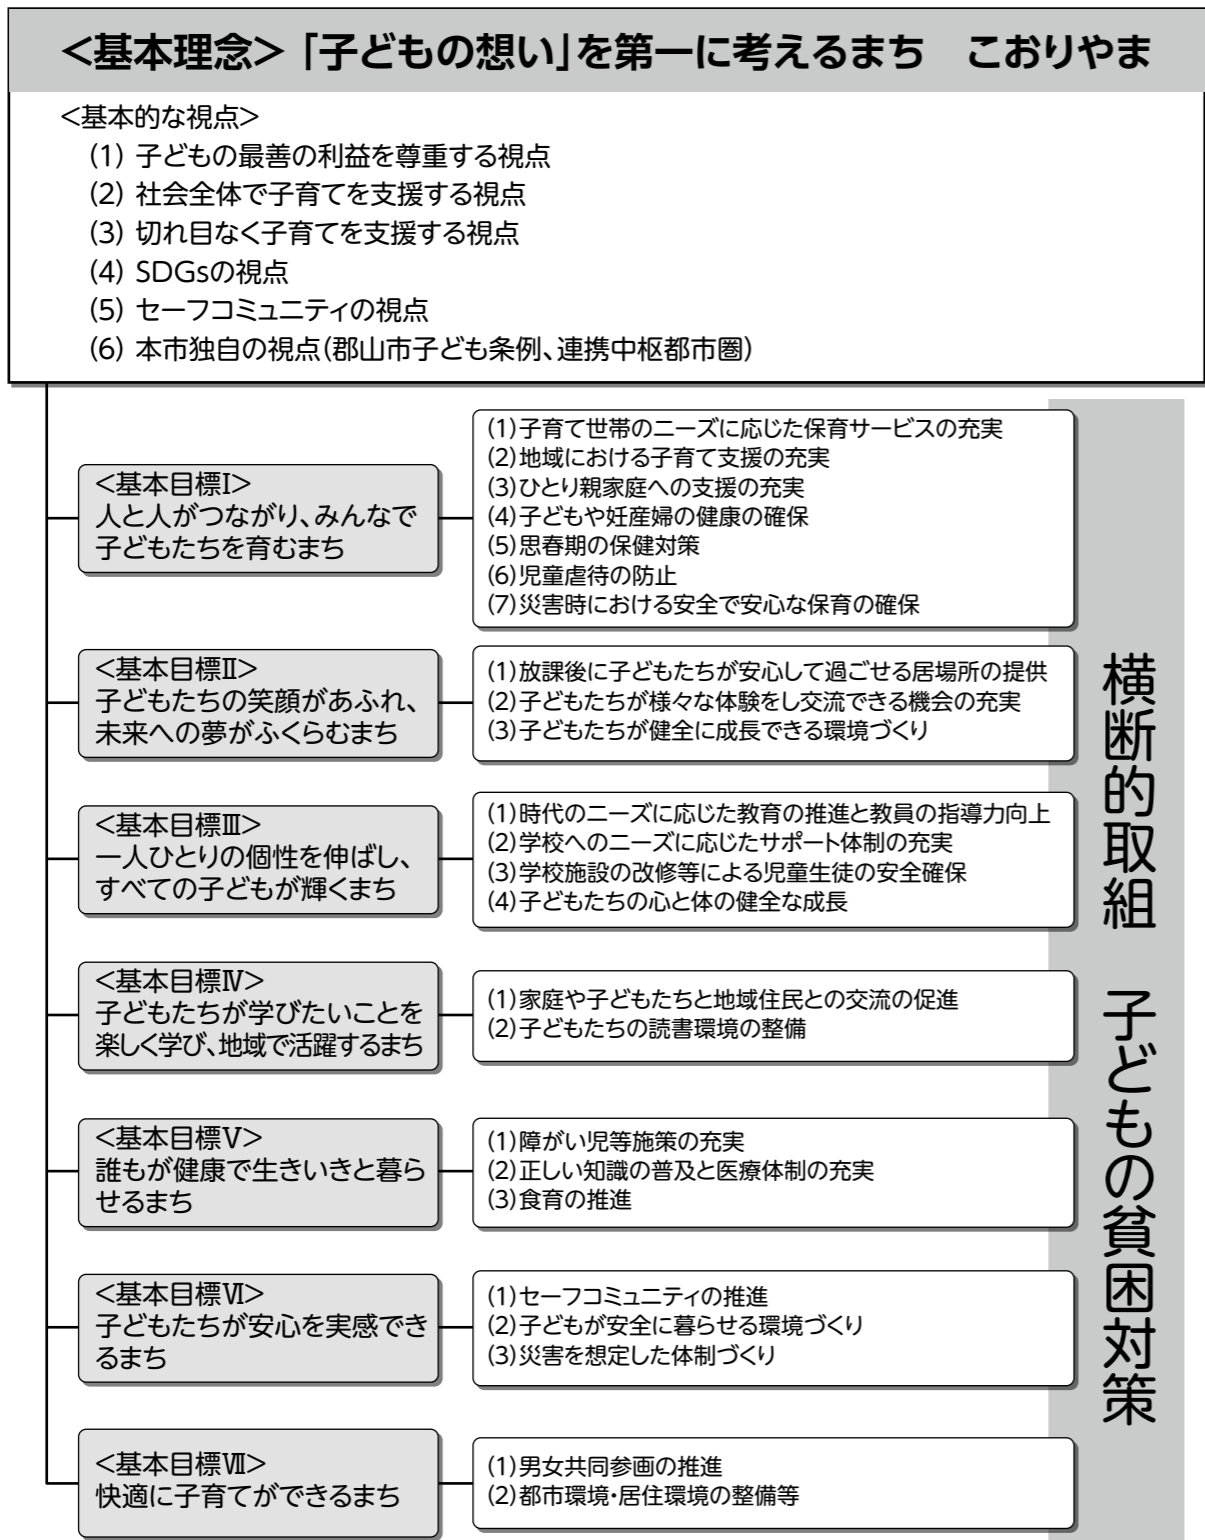 <基本理念>「子どもの想い」を第一に考えるまち　こおりやま
<基本的な視点>
(1) 子どもの最善の利益を尊重する視点
(2) 社会全体で子育てを支援する視点
(3) 切れ目なく子育てを支援する視点
(4) SDGsの視点
(5) セーフコミュニティの視点
(6) 本市独自の視点(郡山市子ども条例、連携中枢都市圏)
<基本目標Ⅰ>
人と人がつながり、みんなで
子どもたちを育むまち
(1)子育て世帯のニーズに応じた保育サービスの充実
(2)地域における子育て支援の充実
(3)ひとり親家庭への支援の充実
(4)子どもや妊産婦の健康の確保
(5)思春期の保健対策
(6)児童虐待の防止
(7)災害時における安全で安心な保育の確保
<基本目標Ⅱ>
子どもたちの笑顔があふれ、
未来への夢がふくらむまち
(1)放課後に子どもたちが安心して過ごせる居場所の提供
(2)子どもたちが様々な体験をし交流できる機会の充実
(3)子どもたちが健全に成長できる環境づくり
<基本目標Ⅲ>
一人ひとりの個性を伸ばし、
すべての子どもが輝くまち
(1)時代のニーズに応じた教育の推進と教員の指導力向上
(2)学校へのニーズに応じたサポート体制の充実
(3)学校施設の改修等による児童生徒の安全確保
(4)子どもたちの心と体の健全な成長
<基本目標Ⅳ>
子どもたちが学びたいことを
楽しく学び、地域で活躍するまち
(1)家庭や子どもたちと地域住民との交流の促進
(2)子どもたちの読書環境の整備
<基本目標Ⅴ>
誰もが健康で生きいきと暮ら
せるまち
(1)障がい児等施策の充実
(2)正しい知識の普及と医療体制の充実
(3)食育の推進
<基本目標Ⅵ>
子どもたちが安心を実感でき
るまち
(1)セーフコミュニティの推進
(2)子どもが安全に暮らせる環境づくり
(3)災害を想定した体制づくり
<基本目標Ⅶ>
快適に子育てができるまち
(1)男女共同参画の推進
(2)都市環境・居住環境の整備等
横断的取組　子どもの貧困対策